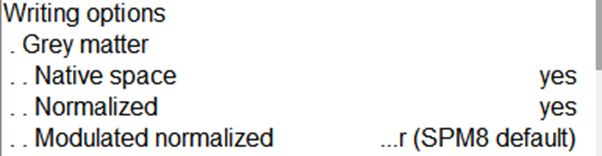 Writing options
. Grey matter
. . Native space yes
. . Normalized yes
. . Modulated normalized ...r (SPM8 default)